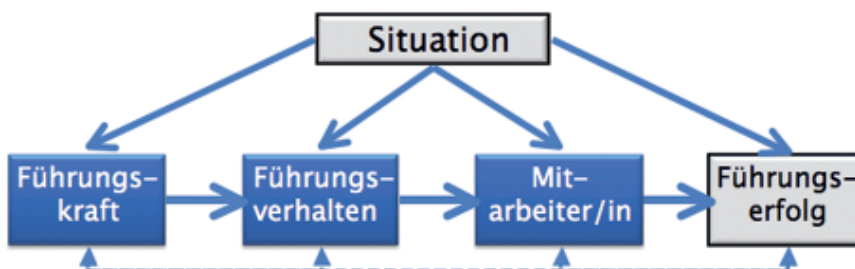 Situation
Führungs-
kraft
Führungs-
verhalten
Mit-
arbeiter/in
Führungs-
erfolg